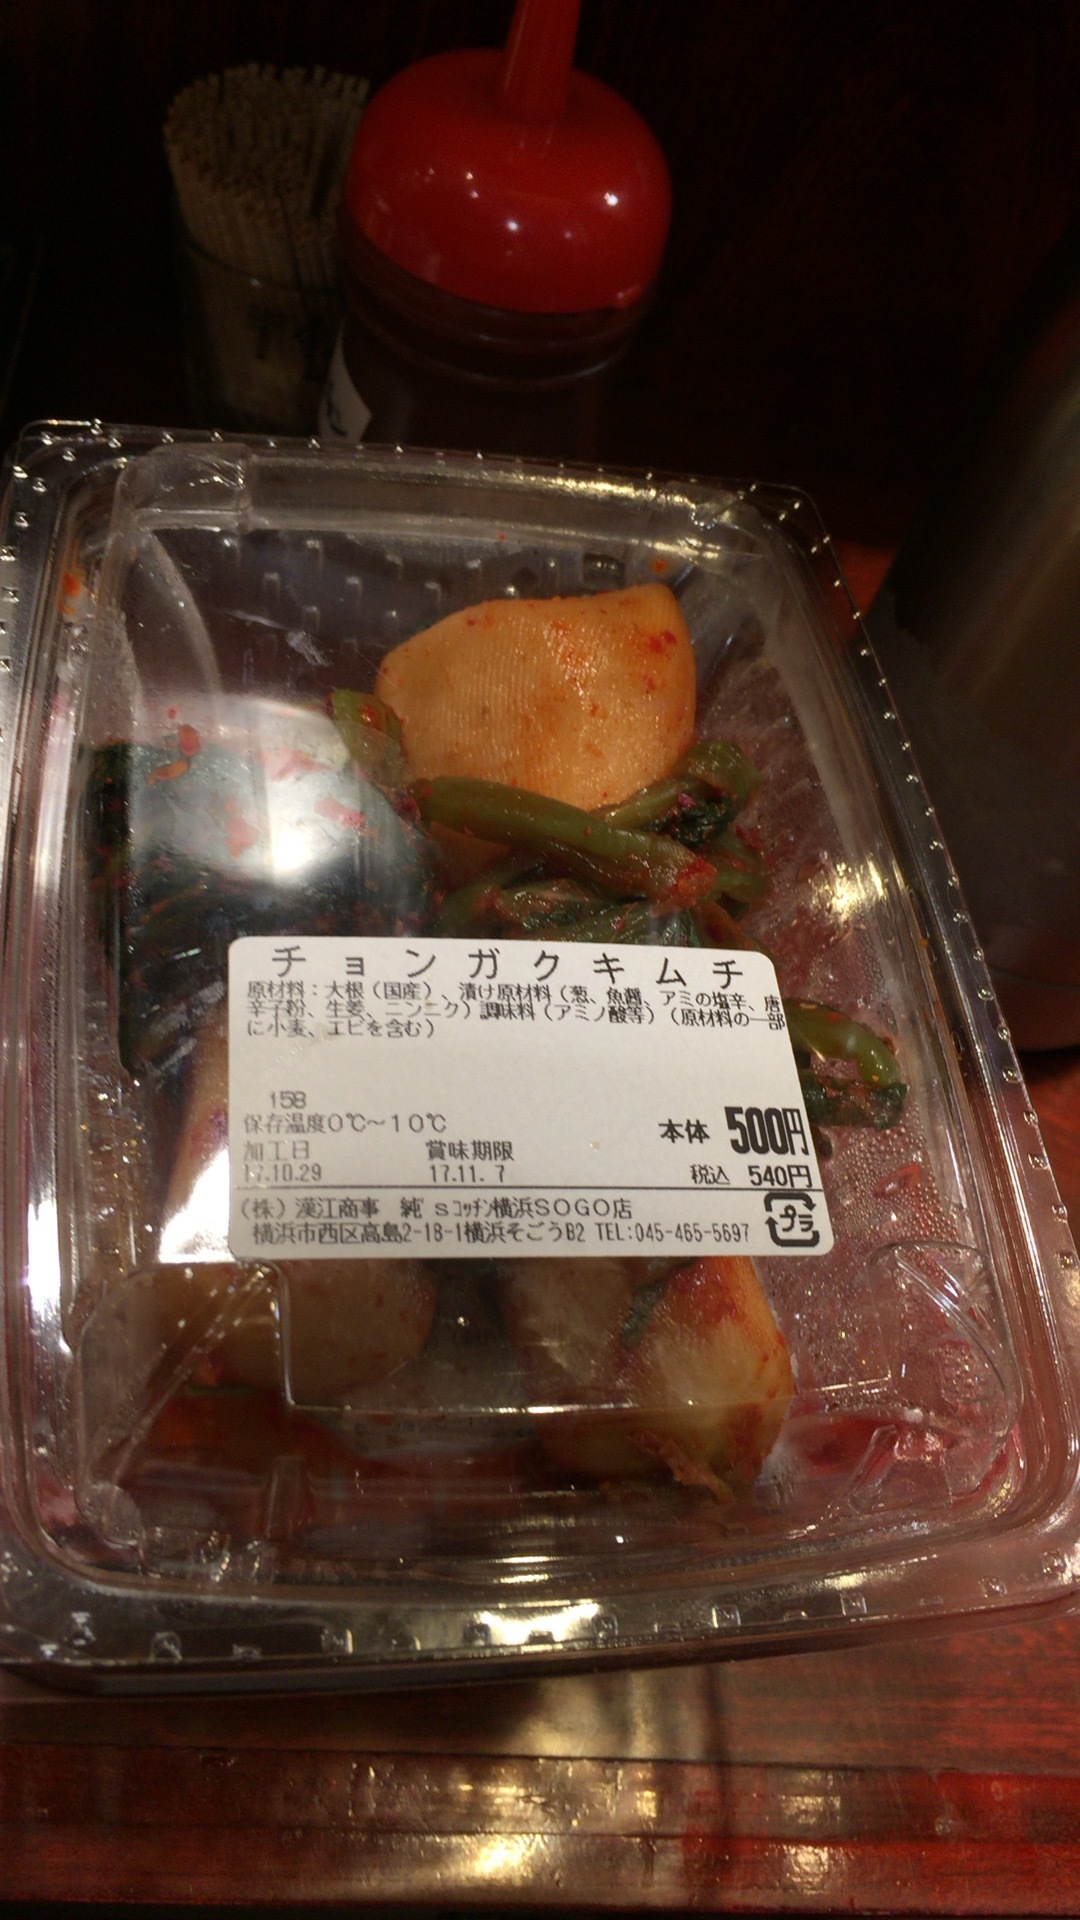 チョンガクキムチ
原材料：大根（国産）、漬け原材料（葱、魚醤、アミの塩辛、唐
辛子粉、生姜、ニンニク）調味料（アミノ酸等）（原材料の一部
に小麦、エビを含む）
158
保存温度0℃～10℃
本体 500円
加工日 賞味期限
17.10.29 17.11. 7
税込 540円
（株）漢江商事 純'sコッチン横浜SOGO店
横浜市西区高島2-18-1横浜そごうB2 TEL:045-465-5697
プラ